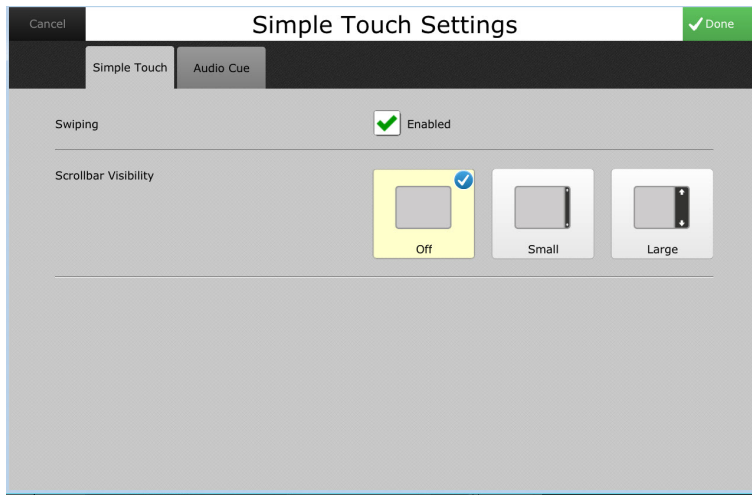 Cancel
Simple Touch Settings
Done
Simple Touch
Audio Cue
Swiping
Enabled
Scrollbar Visibility
Off
Small
Large